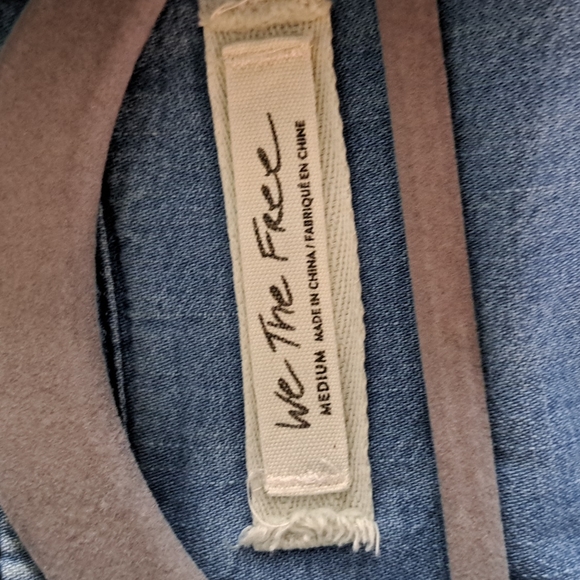 We The Free
MEDIUM MADE IN CHINA / FABRIQUÉ EN CHINE